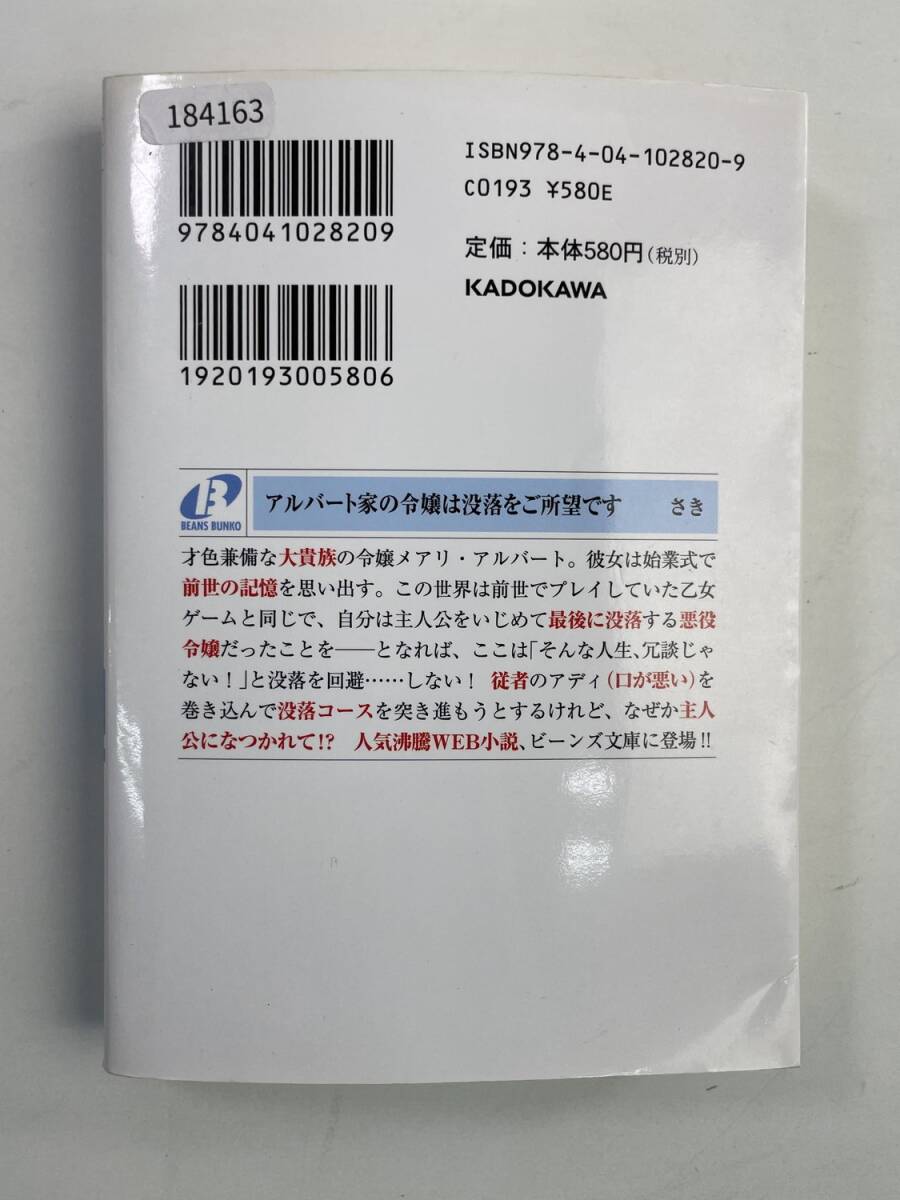 184163
9784041028209
1920193005806
ISBN978-4-04-102820-9
C0193 ¥580E
定価：本体580円（税別）
KADOKAWA
B
BEANS BUNKO
アルバート家の令嬢は没落をご所望です　さき
才色兼備な大貴族の令嬢メアリ・アルバート。彼女は始業式で
前世の記憶を思い出す。この世界は前世でプレイしていた乙女
ゲームと同じで、自分は主人公をいじめて最後に没落する悪役
令嬢だったことを――となれば、ここは「そんな人生、冗談じゃ
ない！」と没落を回避……しない！　従者のアディ（口が悪い）を
巻き込んで没落コースを突き進もうとするけれど、なぜか主人
公になつかれて!?　人気沸騰WEB小説、ビーンズ文庫に登場!!